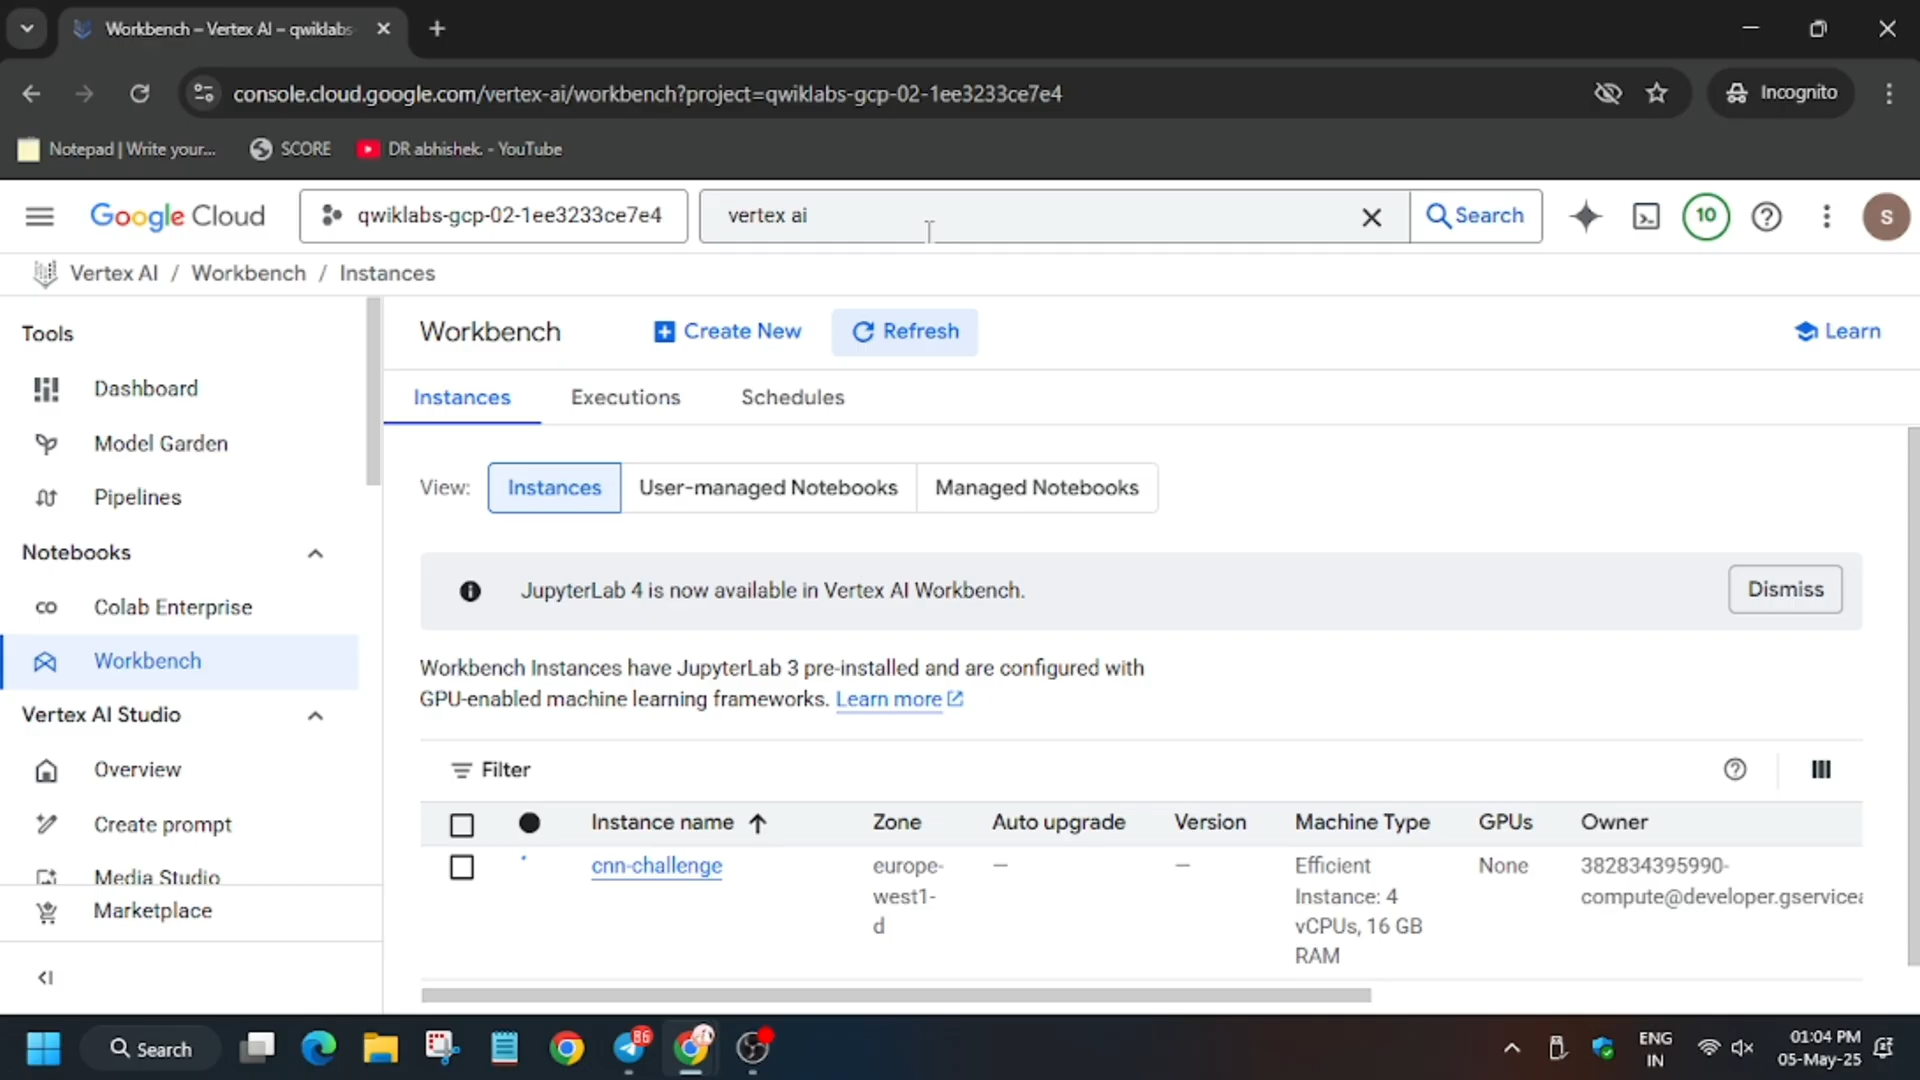 Workbench – Vertex AI – qwiklabs-
console.cloud.google.com/vertex-ai/workbench?project=qwiklabs-gcp-02-1ee3233ce7e4
Incognito
Notepad | Write your...
SCORE
DR abhishek. - YouTube
Google Cloud
qwiklabs-gcp-02-1ee3233ce7e4
vertex ai
Search
10
S
Vertex AI / Workbench / Instances
Tools
Dashboard
Model Garden
Pipelines
Notebooks
Colab Enterprise
Workbench
Vertex AI Studio
Overview
Create prompt
Media Studio
Marketplace
Workbench
Create New
Refresh
Learn
Instances
Executions
Schedules
View:
Instances
User-managed Notebooks
Managed Notebooks
JupyterLab 4 is now available in Vertex AI Workbench.
Dismiss
Workbench Instances have JupyterLab 3 pre-installed and are configured with
GPU-enabled machine learning frameworks. Learn more
Filter
Instance name
Zone
Auto upgrade
Version
Machine Type
GPUs
Owner
cnn-challenge
europe-
west1-
d
—
—
Efficient
Instance: 4
vCPUs, 16 GB
RAM
None
382834395990-
compute@developer.gservicea
Search
86
ENG
IN
01:04 PM
05-May-25